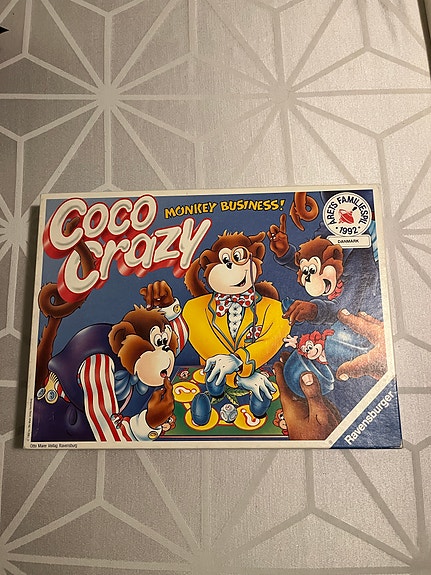 Coco
Crazy
MONKEY BUSINESS!
ÅRETS FAMILIESPIL
*1992*
DANMARK
Ravensburger
Otto Maier Verlag Ravensburg